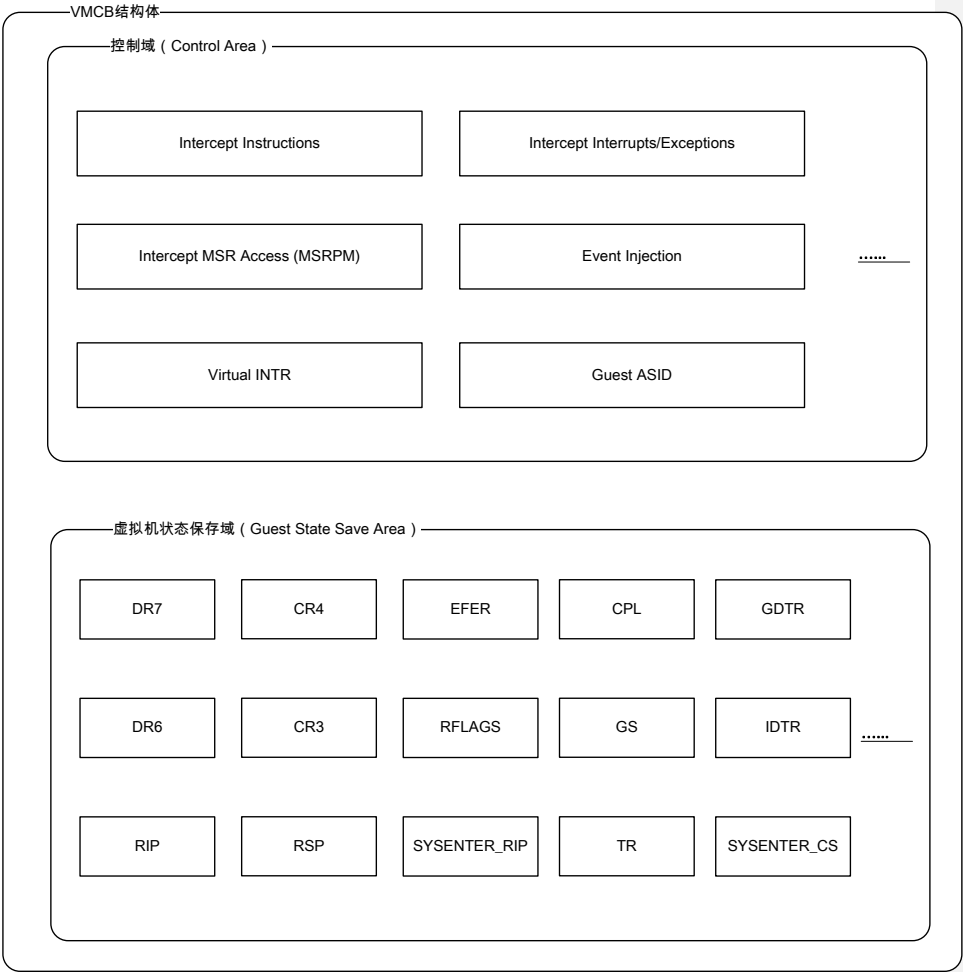 VMCB结构体
控制域（Control Area）
Intercept Instructions
Intercept Interrupts/Exceptions
Intercept MSR Access (MSRPM)
Event Injection
……
Virtual INTR
Guest ASID
虚拟机状态保存域（Guest State Save Area）
DR7
CR4
EFER
CPL
GDTR
DR6
CR3
RFLAGS
GS
IDTR
……
RIP
RSP
SYSENTER_RIP
TR
SYSENTER_CS